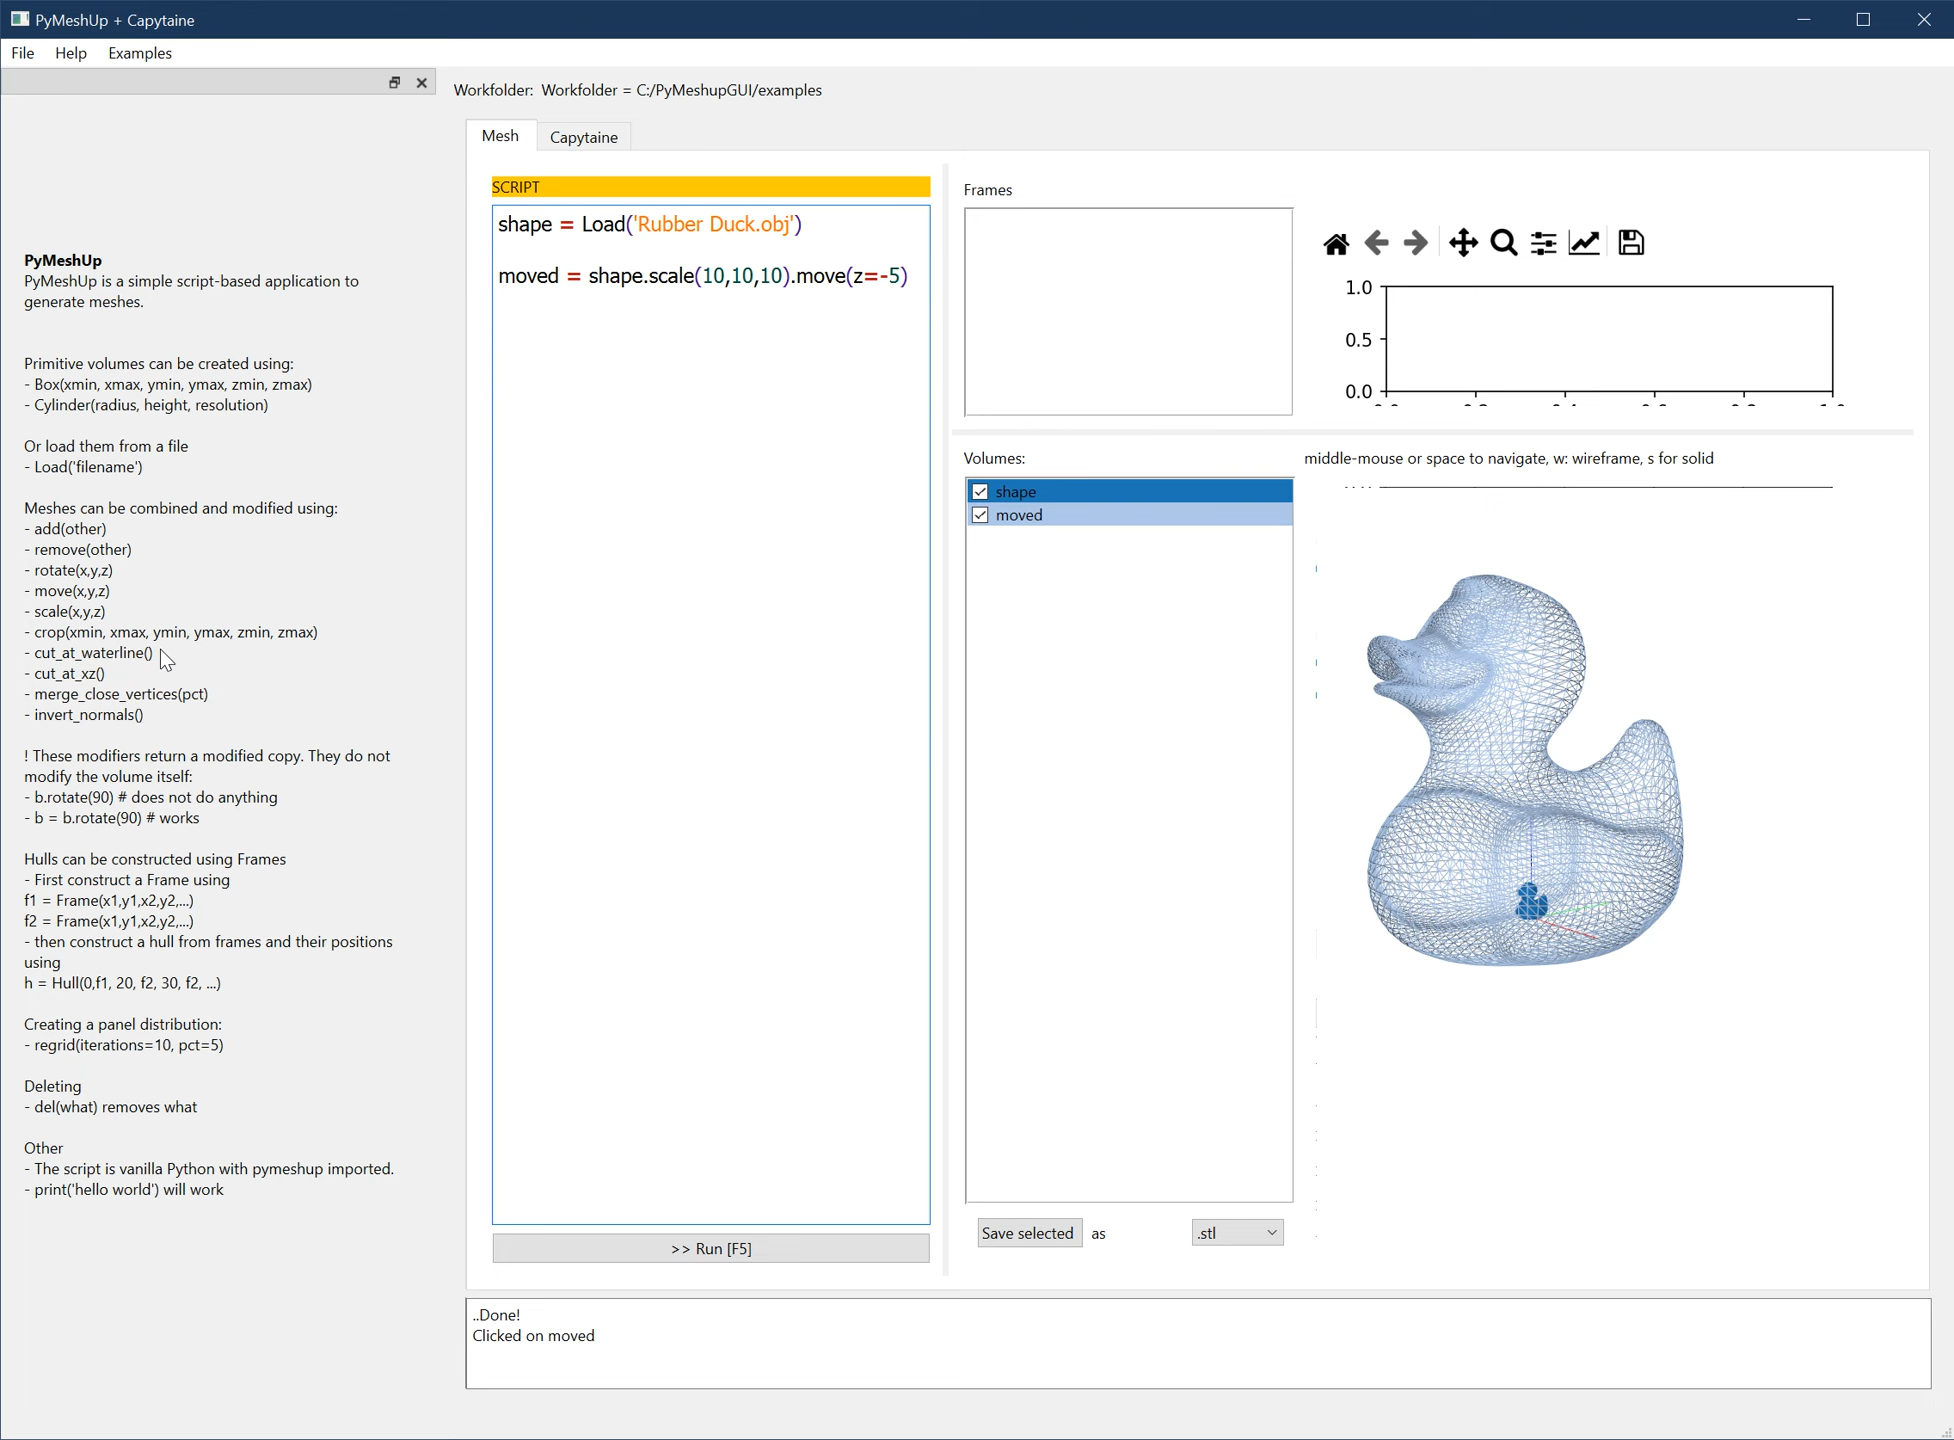 PyMeshUp + Capytaine
File Help Examples
Workfolder: Workfolder = C:/PyMeshupGUI/examples
PyMeshUp
PyMeshUp is a simple script-based application to
generate meshes.
Primitive volumes can be created using:
- Box(xmin, xmax, ymin, ymax, zmin, zmax)
- Cylinder(radius, height, resolution)
Or load them from a file
- Load('filename')
Meshes can be combined and modified using:
- add(other)
- remove(other)
- rotate(x,y,z)
- move(x,y,z)
- scale(x,y,z)
- crop(xmin, xmax, ymin, ymax, zmin, zmax)
- cut_at_waterline()
- cut_at_xz()
- merge_close_vertices(pct)
- invert_normals()
! These modifiers return a modified copy. They do not
modify the volume itself:
- b.rotate(90) # does not do anything
- b = b.rotate(90) # works
Hulls can be constructed using Frames
- First construct a Frame using
f1 = Frame(x1,y1,x2,y2,...)
f2 = Frame(x1,y1,x2,y2,...)
- then construct a hull from frames and their positions
using
h = Hull(0,f1, 20, f2, 30, f2, ...)
Creating a panel distribution:
- regrid(iterations=10, pct=5)
Deleting
- del(what) removes what
Other
- The script is vanilla Python with pymeshup imported.
- print('hello world') will work
Mesh Capytaine
SCRIPT
shape = Load('Rubber Duck.obj')
moved = shape.scale(10,10,10).move(z=-5)
>> Run [F5]
Frames
1.0
0.5
0.0
Volumes:
middle-mouse or space to navigate, w: wireframe, s for solid
shape
moved
Save selected as .stl
..Done!
Clicked on moved